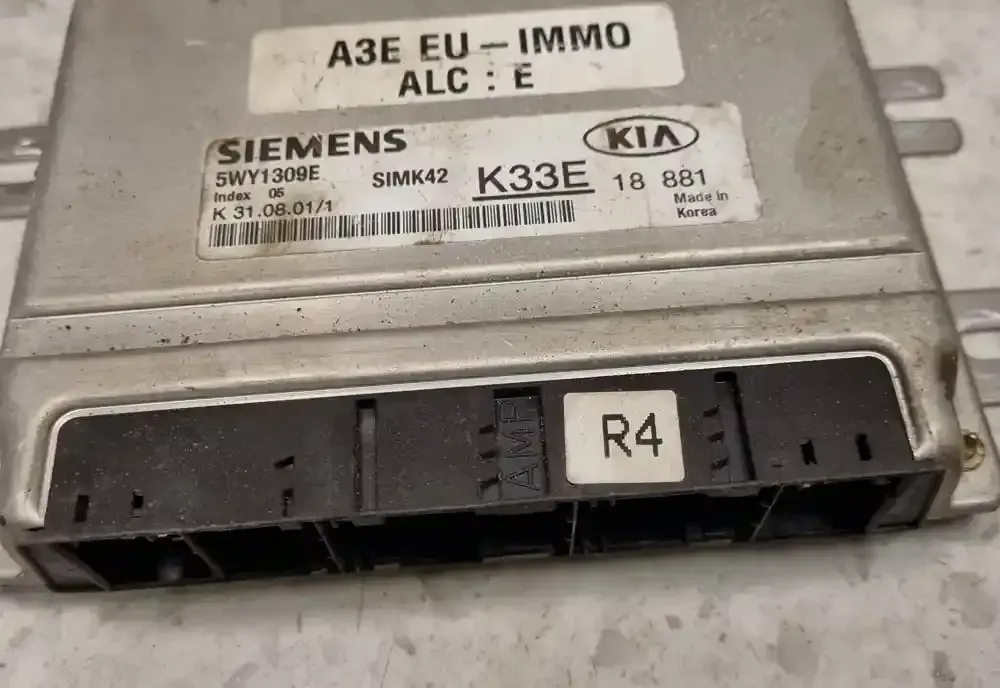 A3E EU-IMMO
ALC : E
SIEMENS KIA
5WY1309E SIMK42 K33E 18 881
Index 05 Made in
K 31.08.01/1 Korea
AMP
R4